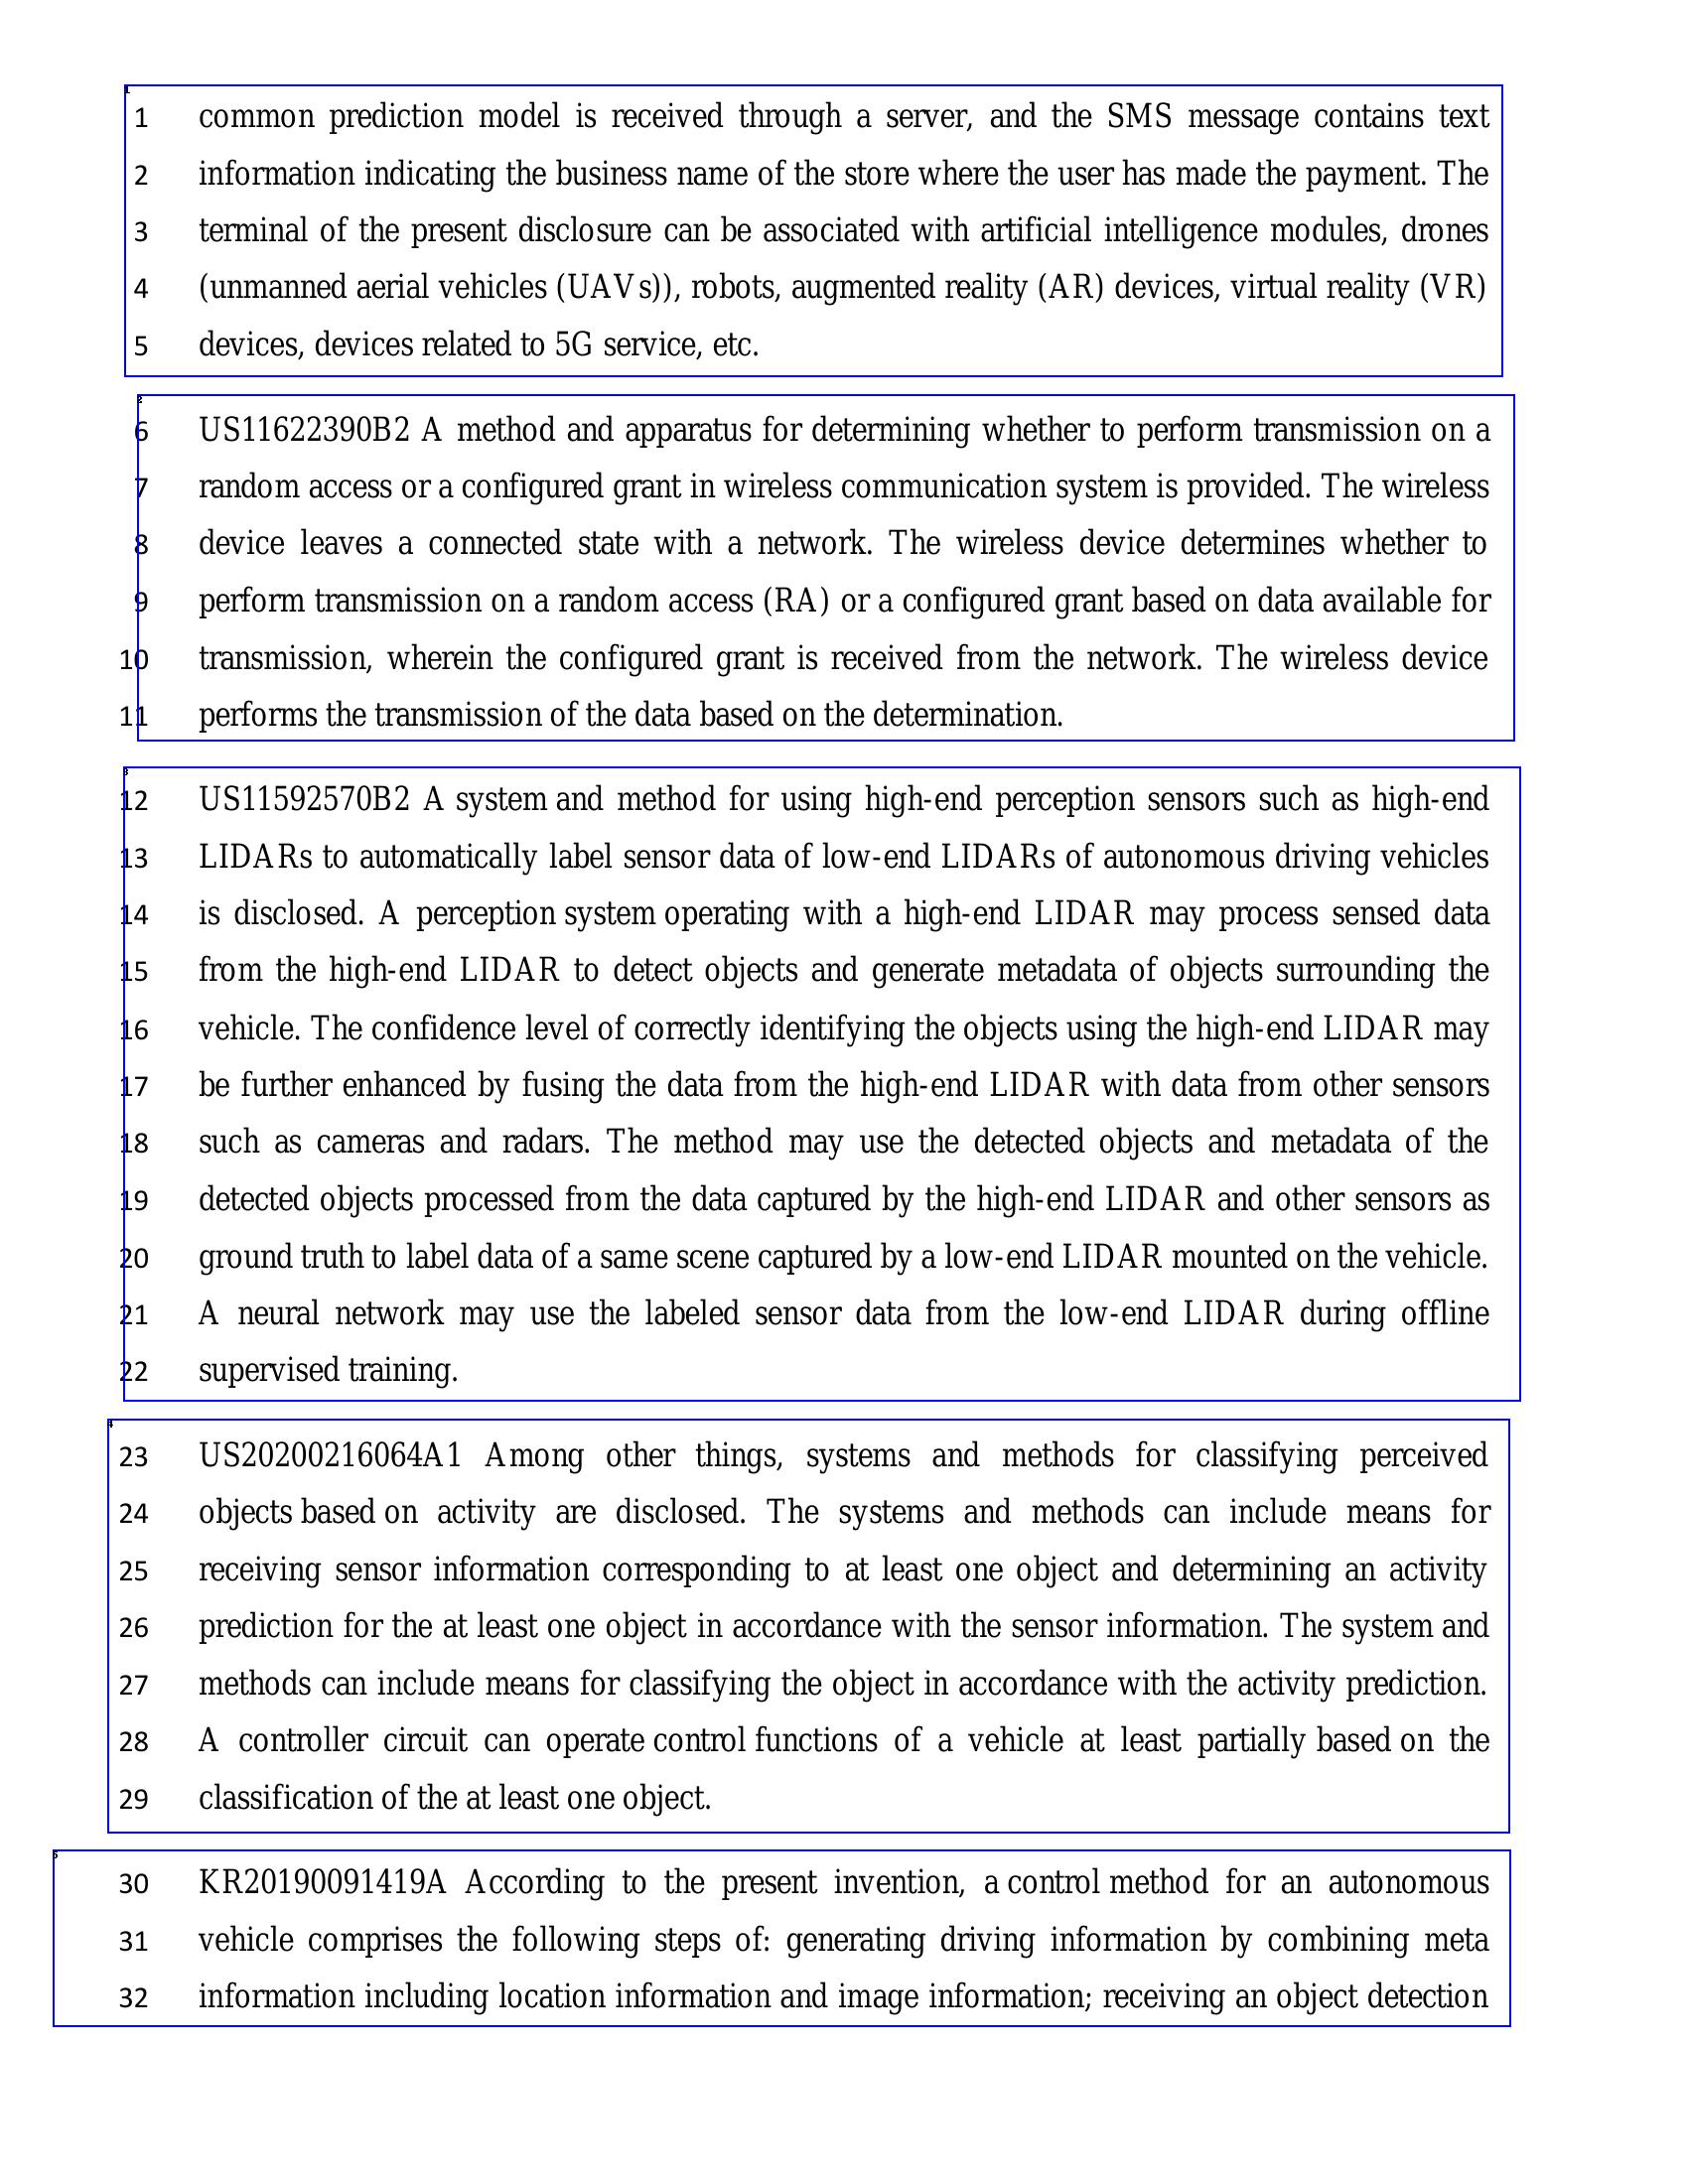 1 common prediction model is received through a server, and the SMS message contains text
2 information indicating the business name of the store where the user has made the payment. The
3 terminal of the present disclosure can be associated with artificial intelligence modules, drones
4 (unmanned aerial vehicles (UAVs)), robots, augmented reality (AR) devices, virtual reality (VR)
5 devices, devices related to 5G service, etc.
6 US11622390B2 A method and apparatus for determining whether to perform transmission on a
7 random access or a configured grant in wireless communication system is provided. The wireless
8 device leaves a connected state with a network. The wireless device determines whether to
9 perform transmission on a random access (RA) or a configured grant based on data available for
10 transmission, wherein the configured grant is received from the network. The wireless device
11 performs the transmission of the data based on the determination.
12 US11592570B2 A system and method for using high-end perception sensors such as high-end
13 LIDARs to automatically label sensor data of low-end LIDARs of autonomous driving vehicles
14 is disclosed. A perception system operating with a high-end LIDAR may process sensed data
15 from the high-end LIDAR to detect objects and generate metadata of objects surrounding the
16 vehicle. The confidence level of correctly identifying the objects using the high-end LIDAR may
17 be further enhanced by fusing the data from the high-end LIDAR with data from other sensors
18 such as cameras and radars. The method may use the detected objects and metadata of the
19 detected objects processed from the data captured by the high-end LIDAR and other sensors as
20 ground truth to label data of a same scene captured by a low-end LIDAR mounted on the vehicle.
21 A neural network may use the labeled sensor data from the low-end LIDAR during offline
22 supervised training.
23 US20200216064A1 Among other things, systems and methods for classifying perceived
24 objects based on activity are disclosed. The systems and methods can include means for
25 receiving sensor information corresponding to at least one object and determining an activity
26 prediction for the at least one object in accordance with the sensor information. The system and
27 methods can include means for classifying the object in accordance with the activity prediction.
28 A controller circuit can operate control functions of a vehicle at least partially based on the
29 classification of the at least one object.
30 KR20190091419A According to the present invention, a control method for an autonomous
31 vehicle comprises the following steps of: generating driving information by combining meta
32 information including location information and image information; receiving an object detection